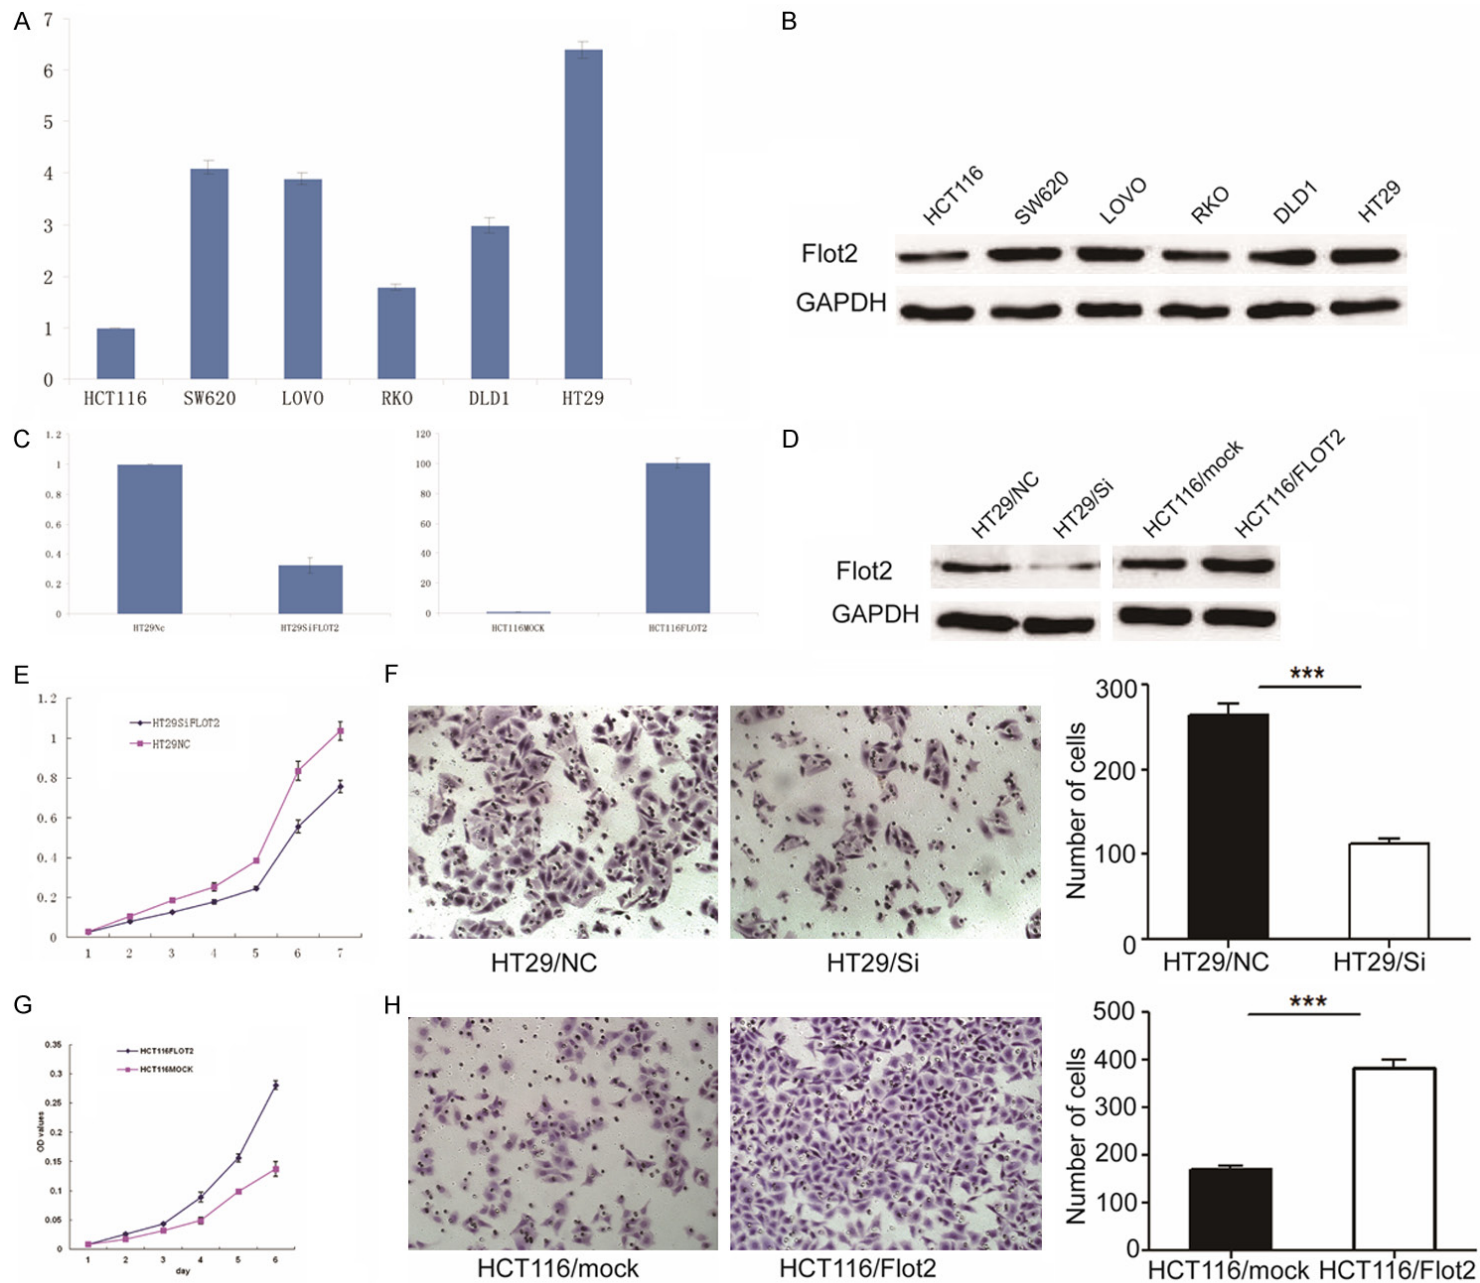 A
7
6
5
4
3
2
1
0
HCT116 SW620 LOVO RKO DLD1 HT29
B
HCT116 SW620 LOVO RKO DLD1 HT29
Flot2
GAPDH
C
1.2
1
0.8
0.6
0.4
0.2
0
HT29Nc HT29SiFLOT2
120
100
80
60
40
20
0
HCT116MOCK HCT116FLOT2
D
HT29/NC HT29/Si HCT116/mock HCT116/FLOT2
Flot2
GAPDH
E
1.2
1
0.8
0.6
0.4
0.2
0
HT29SiFLOT2
HT29NC
1 2 3 4 5 6 7
F
HT29/NC HT29/Si
***
Number of cells
300
200
100
0
HT29/NC HT29/Si
G
0.35
0.3
0.25
0.2
0.15
0.1
0.05
0
OD values
HCT116FLOT2
HCT116MOCK
1 2 3 4 5 6
day
H
HCT116/mock HCT116/Flot2
***
Number of cells
500
400
300
200
100
0
HCT116/mock HCT116/Flot2